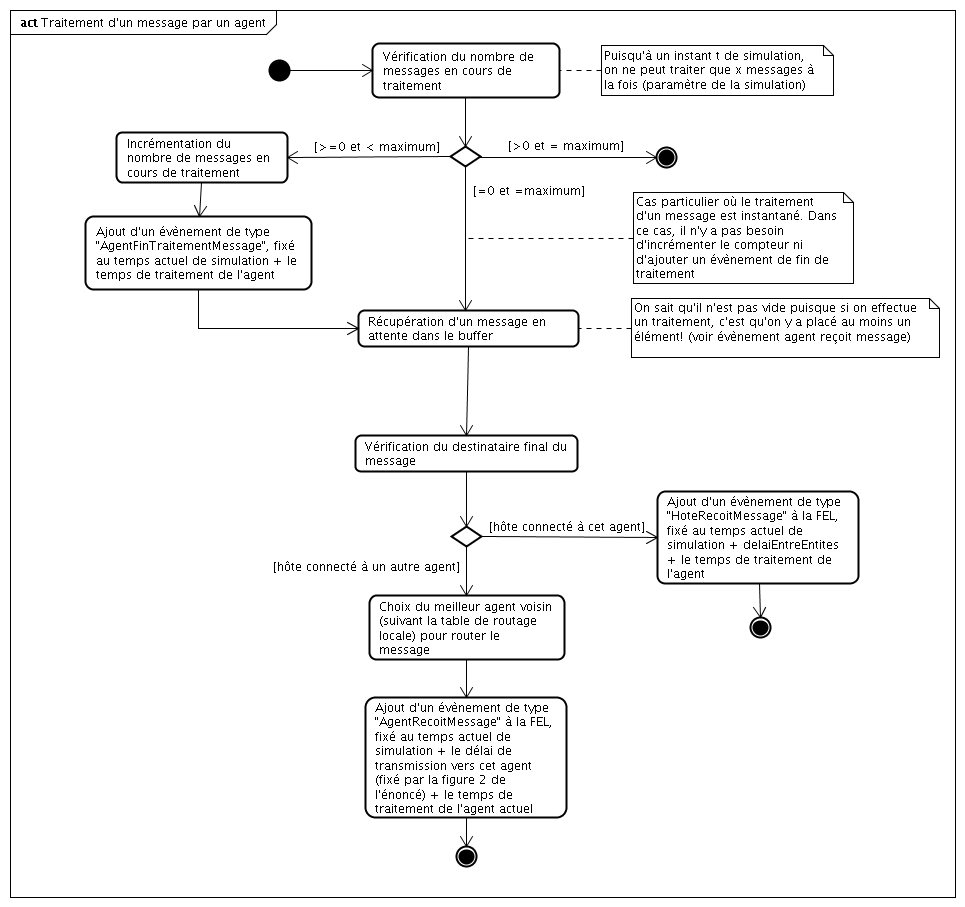 act Traitement d'un message par un agent
Vérification du nombre de
messages en cours de
traitement
Puisqu'à un instant t de simulation,
on ne peut traiter que x messages à
la fois (paramètre de la simulation)
Incrémentation du
nombre de messages en
cours de traitement
[>=0 et < maximum]
[>0 et = maximum]
[=0 et =maximum]
Cas particulier où le traitement
d'un message est instantané. Dans
ce cas, il n'y a pas besoin
d'incrémenter le compteur ni
d'ajouter un évènement de fin de
traitement
Ajout d'un évènement de type
"AgentFinTraitementMessage", fixé
au temps actuel de simulation + le
temps de traitement de l'agent
Récupération d'un message en
attente dans le buffer
On sait qu'il n'est pas vide puisque si on effectue
un traitement, c'est qu'on y a placé au moins un
élément! (voir évènement agent reçoit message)
Vérification du destinataire final du
message
[hôte connecté à cet agent]
Ajout d'un évènement de type
"HoteRecoitMessage" à la FEL,
fixé au temps actuel de
simulation + delaiEntreEntites
+ le temps de traitement de
l'agent
[hôte connecté à un autre agent]
Choix du meilleur agent voisin
(suivant la table de routage
locale) pour router le
message
Ajout d'un évènement de type
"AgentRecoitMessage" à la FEL,
fixé au temps actuel de
simulation + le délai de
transmission vers cet agent
(fixé par la figure 2 de
l'énoncé) + le temps de
traitement de l'agent actuel